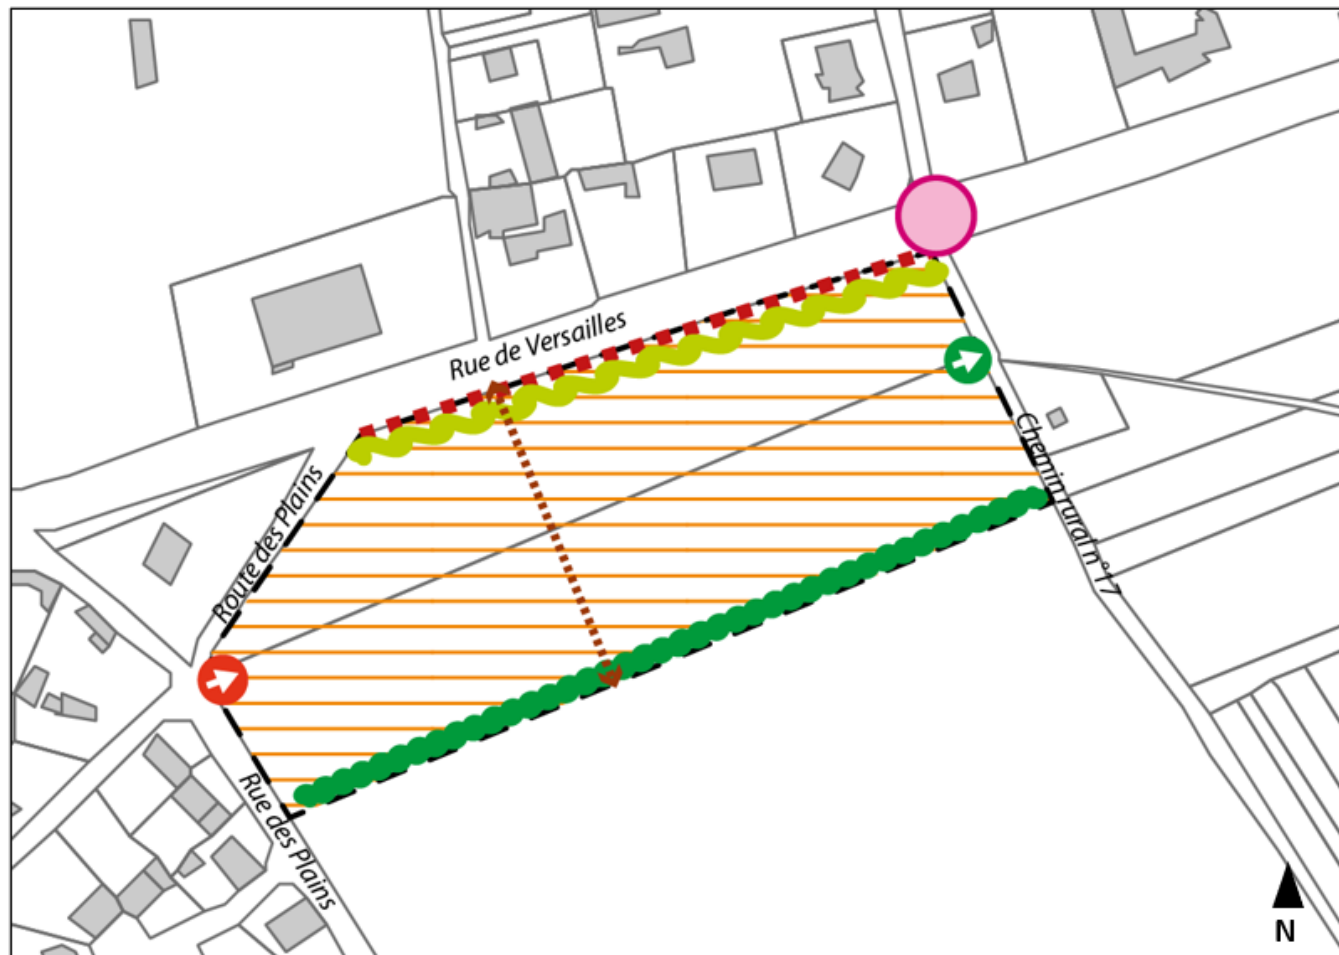 Rue de Versailles
Route des Plains
Chemin rural n°17
Rue des Plains
N